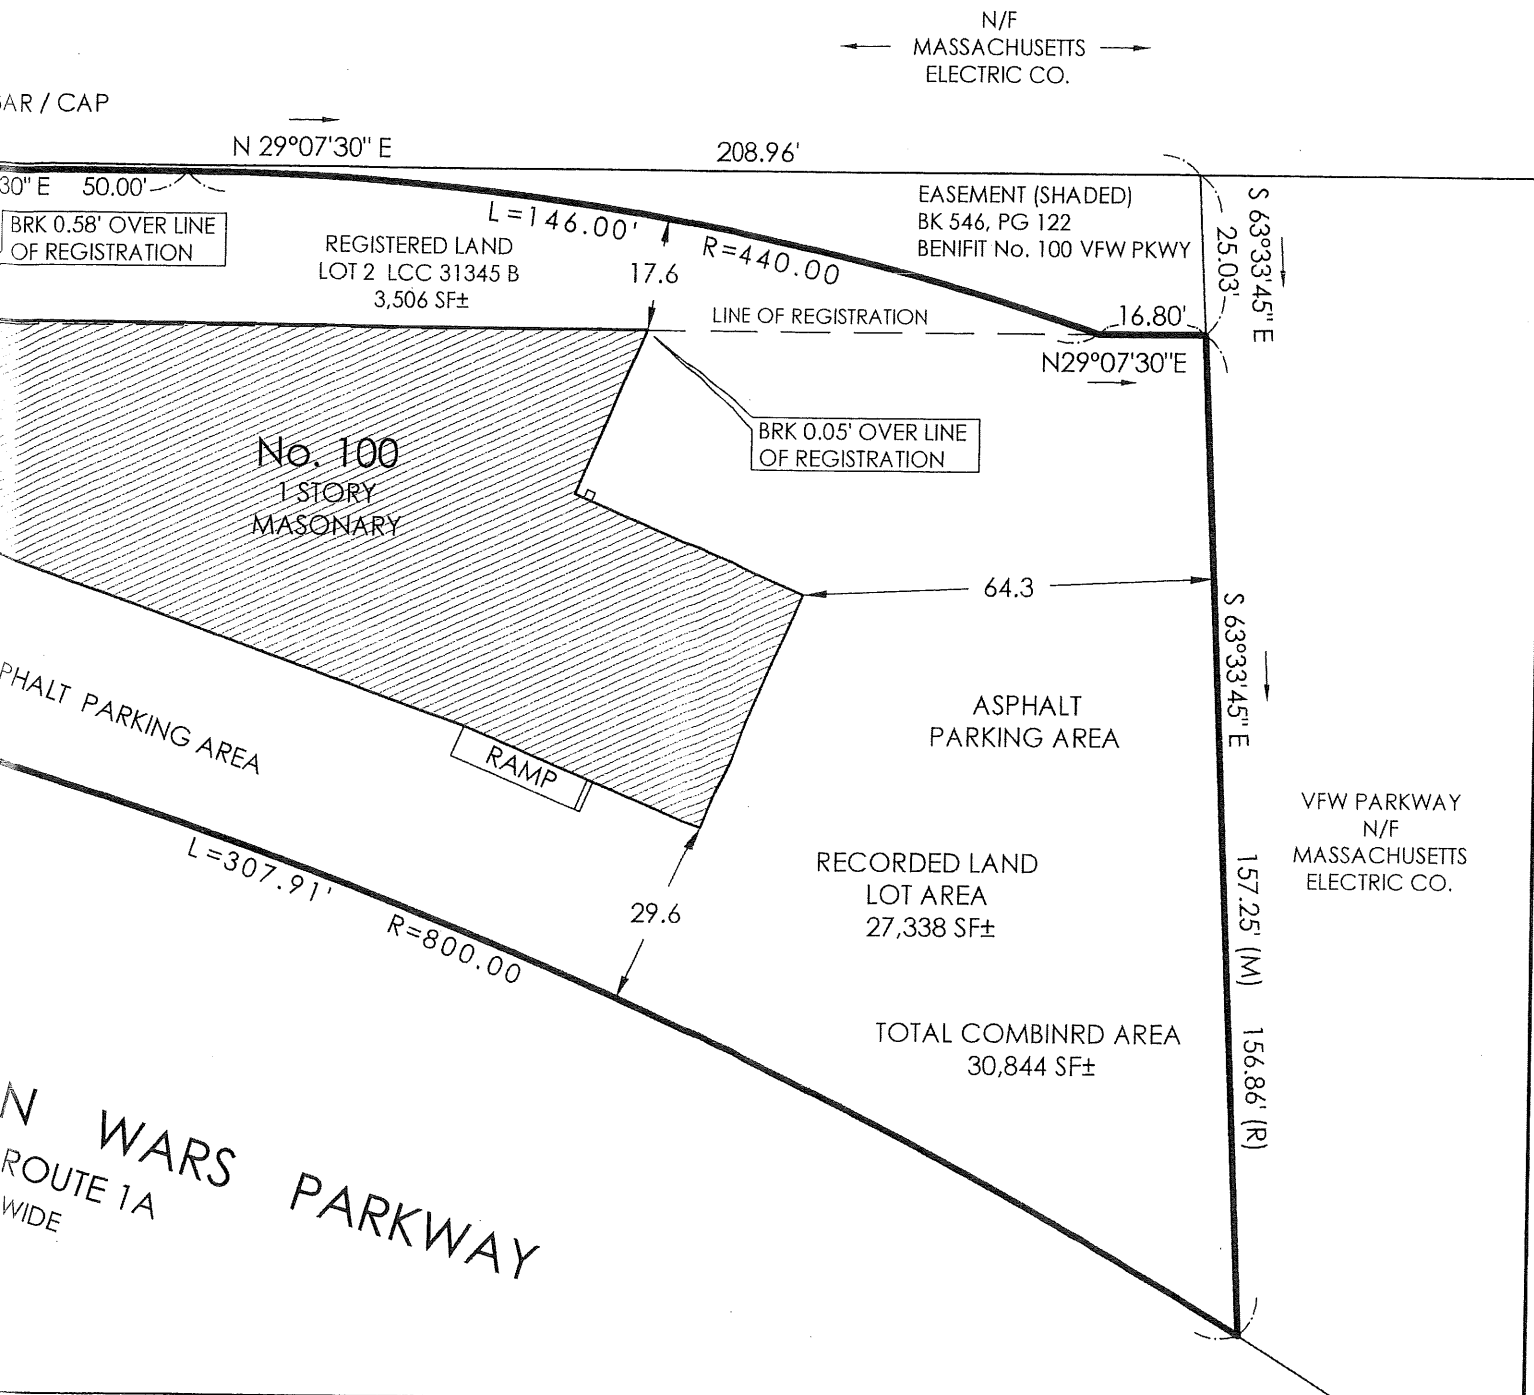 N/F
MASSACHUSETTS
ELECTRIC CO.
/ CAP
N 29°07'30" E
208.96'
30" E 50.00'
BRK 0.58' OVER LINE
OF REGISTRATION
REGISTERED LAND
LOT 2 LCC 31345 B
3,506 SF±
L=146.00'
R=440.00
17.6
EASEMENT (SHADED)
BK 546, PG 122
BENIFIT No. 100 VFW PKWY
S 63°33'45" E
25.03'
LINE OF REGISTRATION
16.80'
N29°07'30"E
BRK 0.05' OVER LINE
OF REGISTRATION
No. 100
1 STORY
MASONARY
64.3
S 63°33'45" E
157.25' (M) 156.86' (R)
PHALT PARKING AREA
RAMP
ASPHALT
PARKING AREA
VFW PARKWAY
N/F
MASSACHUSETTS
ELECTRIC CO.
L=307.91'
R=800.00
29.6
RECORDED LAND
LOT AREA
27,338 SF±
TOTAL COMBINRD AREA
30,844 SF±
N WARS PARKWAY
ROUTE 1A
WIDE